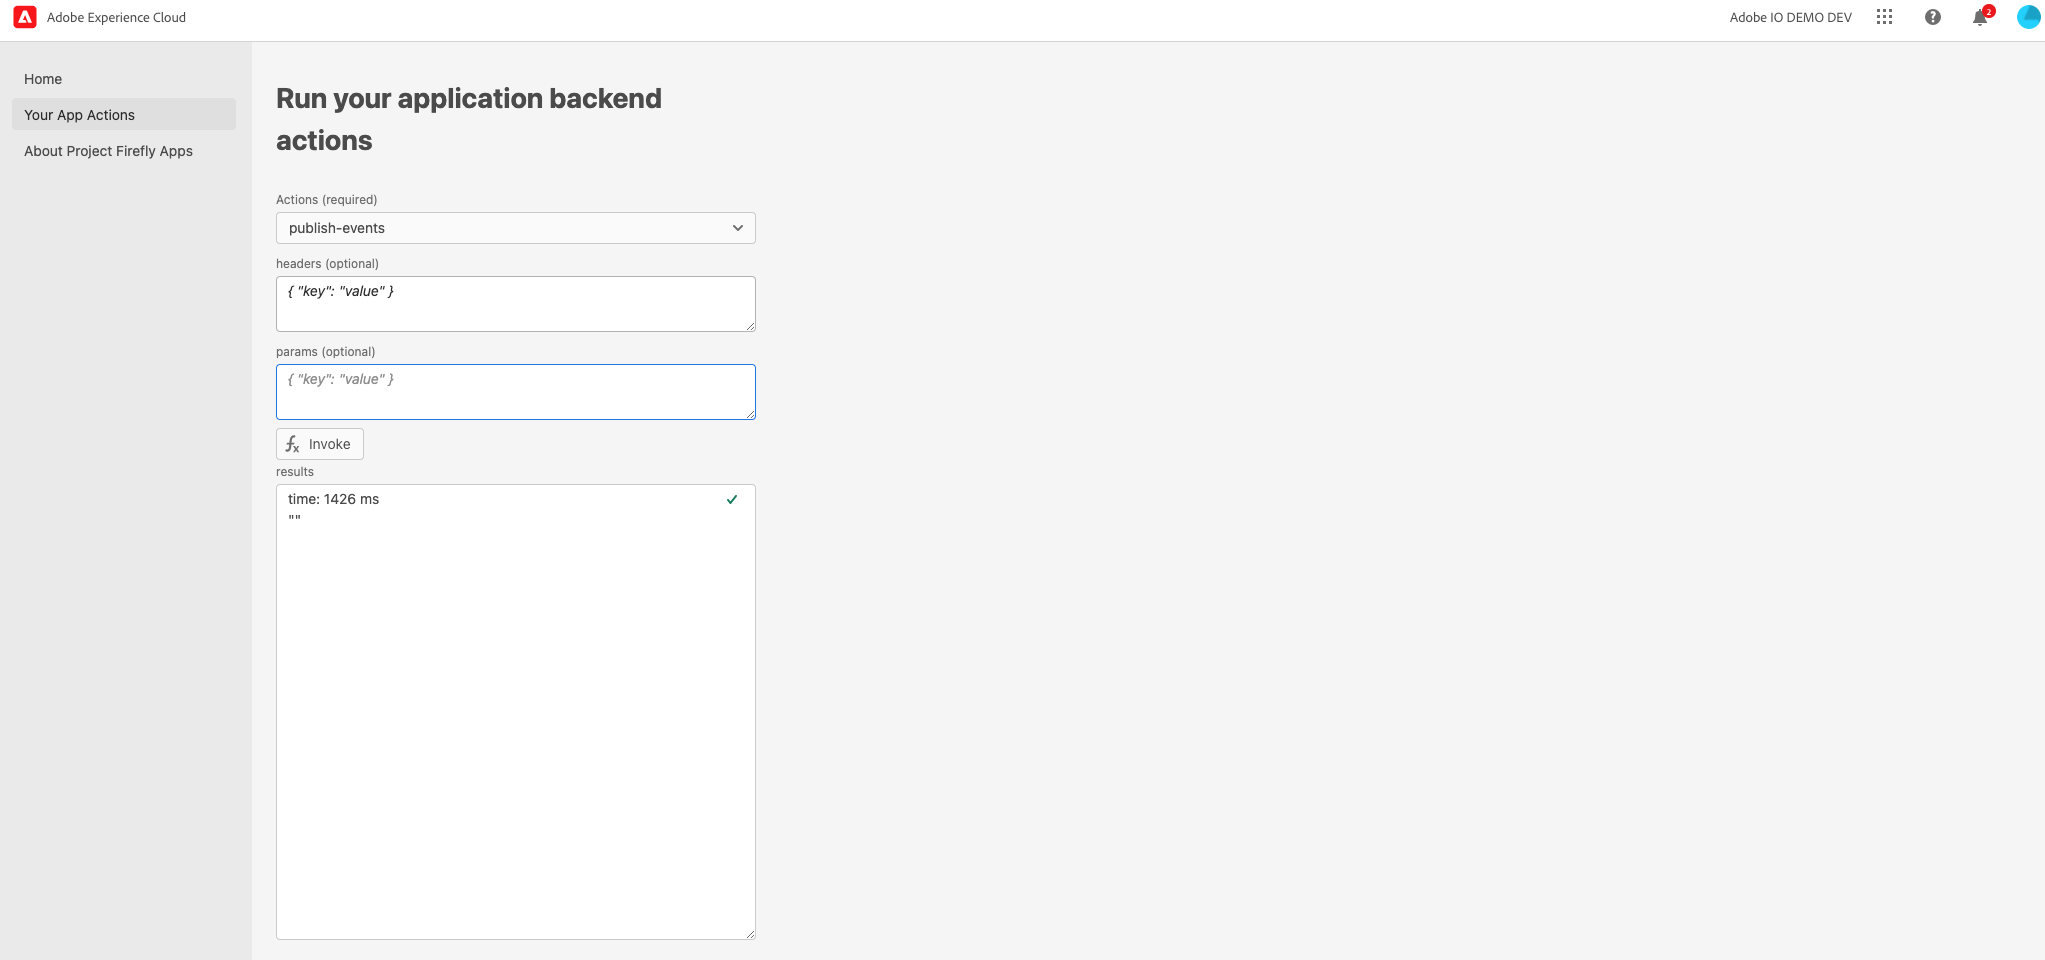 Adobe Experience Cloud
Adobe IO DEMO DEV
2
Home
Your App Actions
About Project Firefly Apps
Run your application backend
actions
Actions (required)
publish-events
headers (optional)
{ "key": "value" }
params (optional)
{ "key": "value" }
fx Invoke
results
time: 1426 ms
""